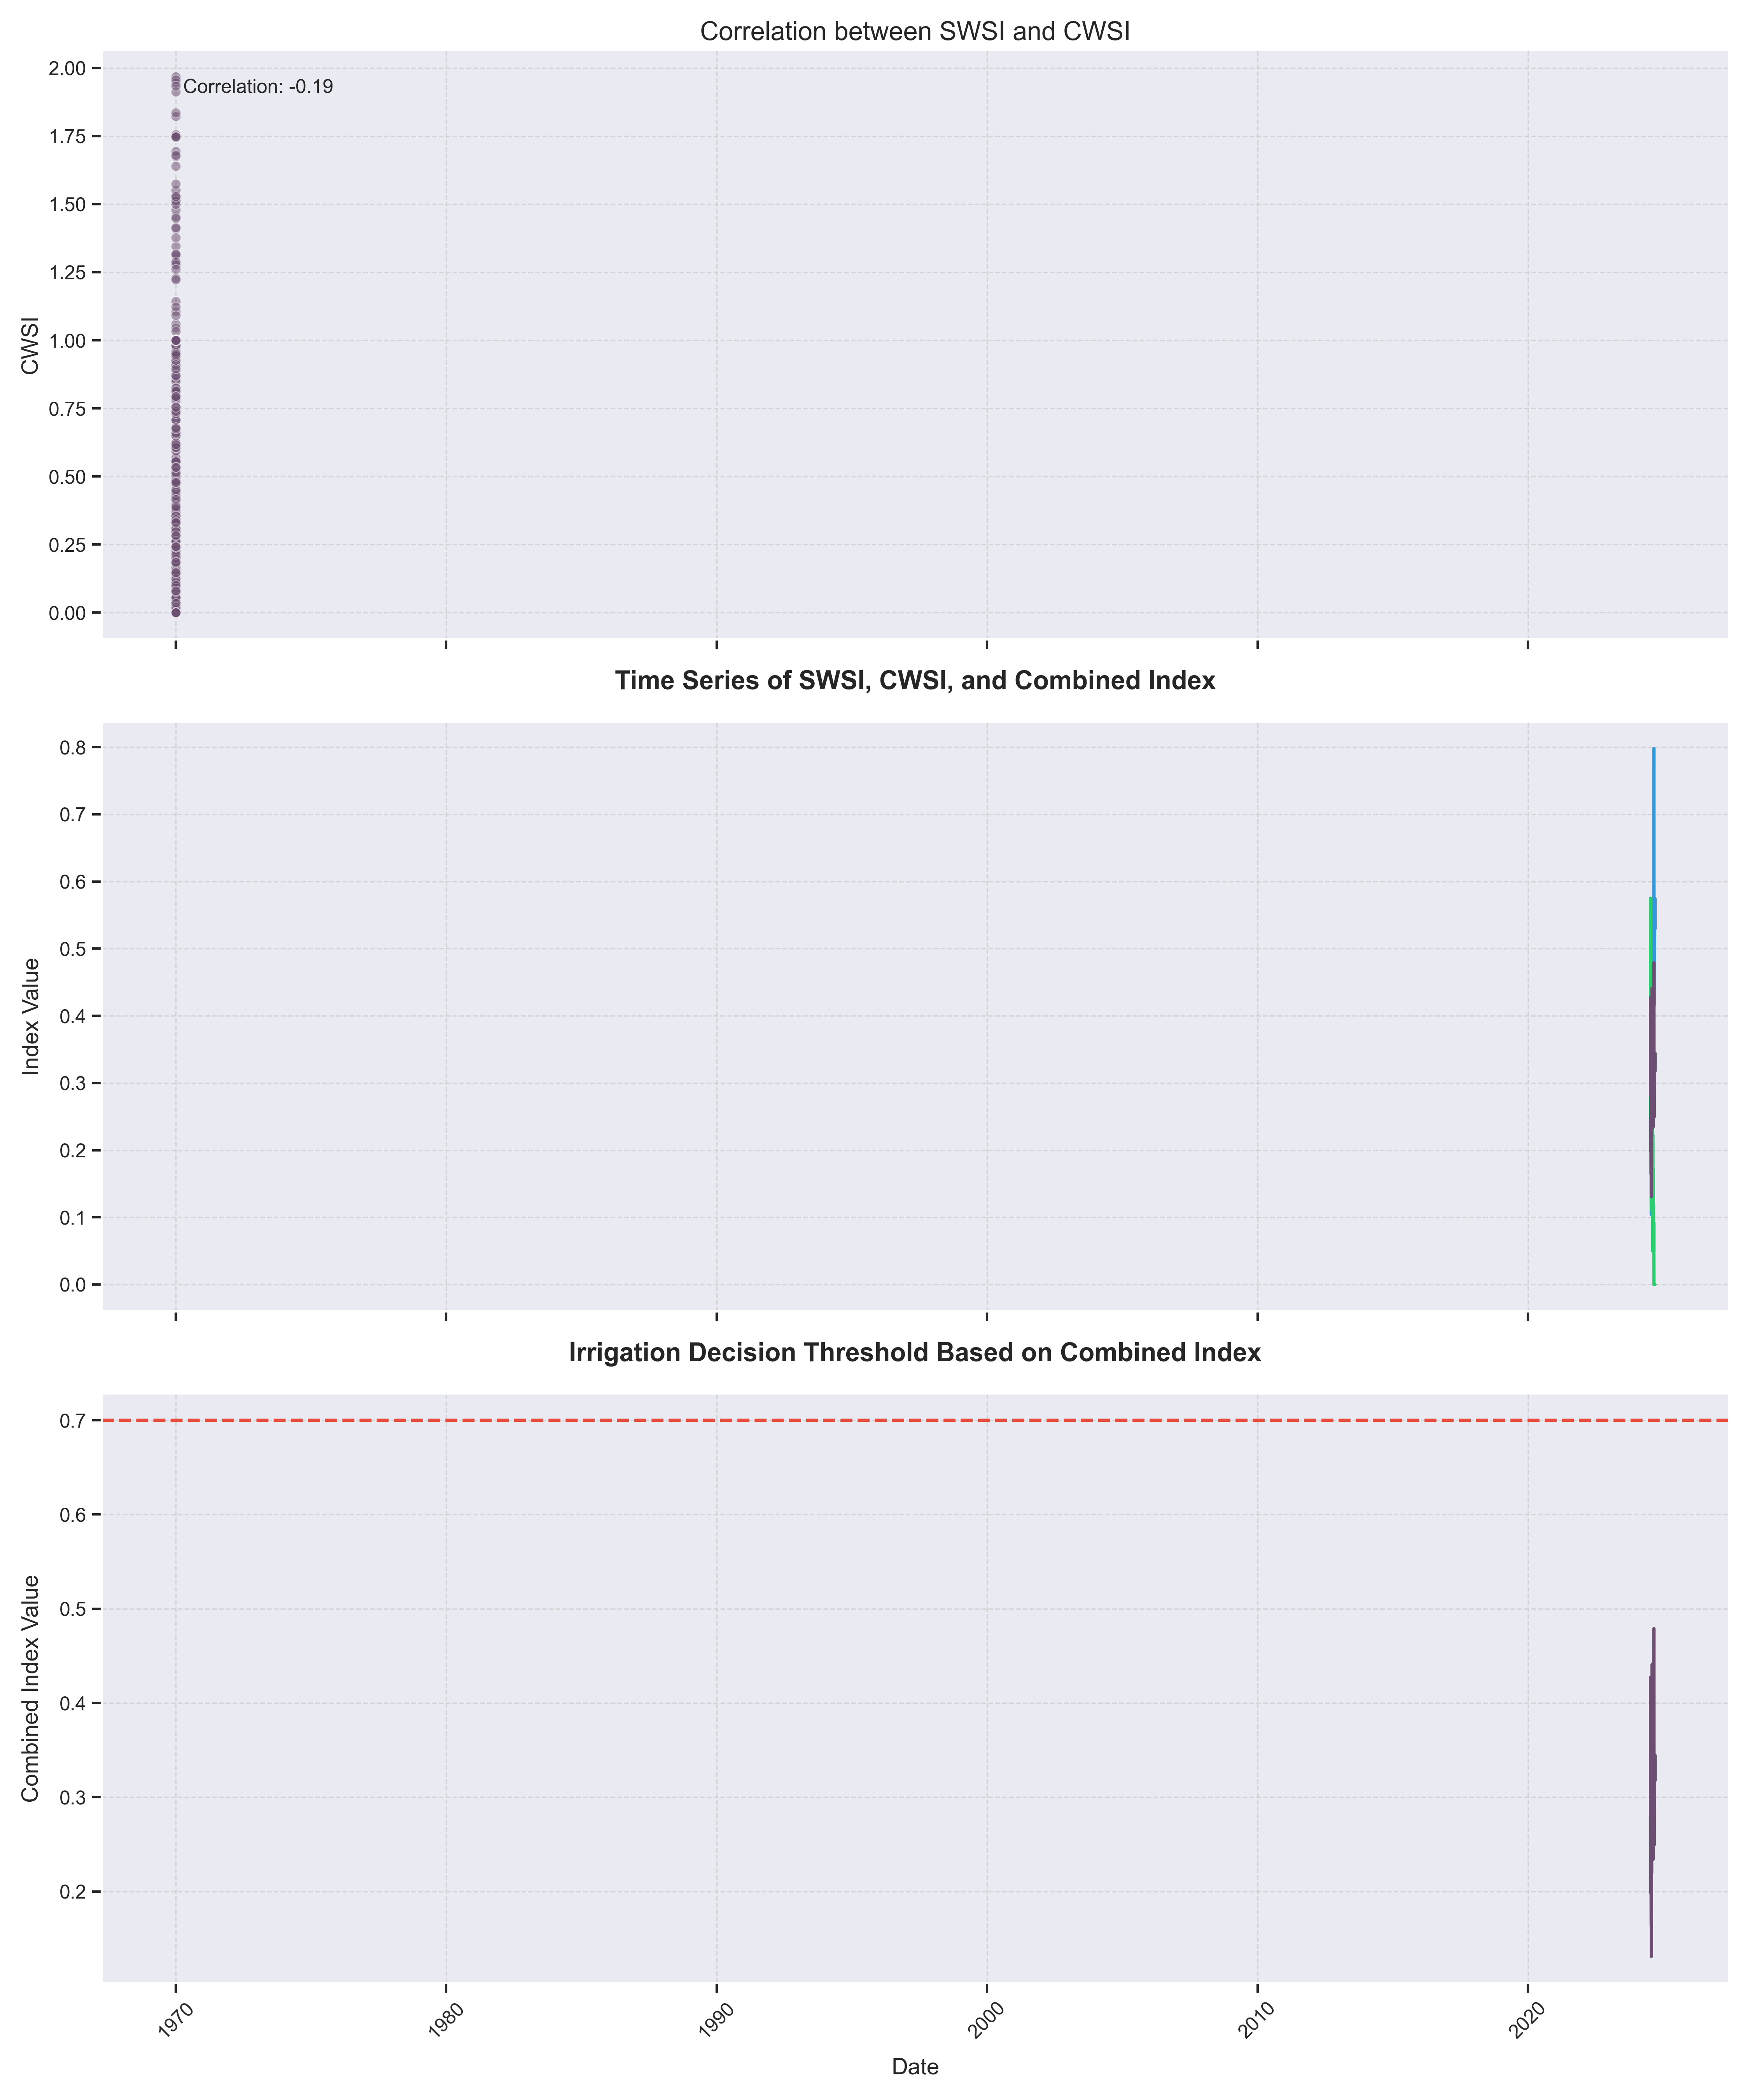 Correlation between SWSI and CWSI
2.00
Correlation: -0.19
1.75
1.50
1.25
1.00
0.75
0.50
0.25
0.00
CWSI
Time Series of SWSI, CWSI, and Combined Index
0.8
0.7
0.6
0.5
0.4
0.3
0.2
0.1
0.0
Index Value
Irrigation Decision Threshold Based on Combined Index
0.7
0.6
0.5
0.4
0.3
0.2
Combined Index Value
1970 1980 1990 2000 2010 2020
Date